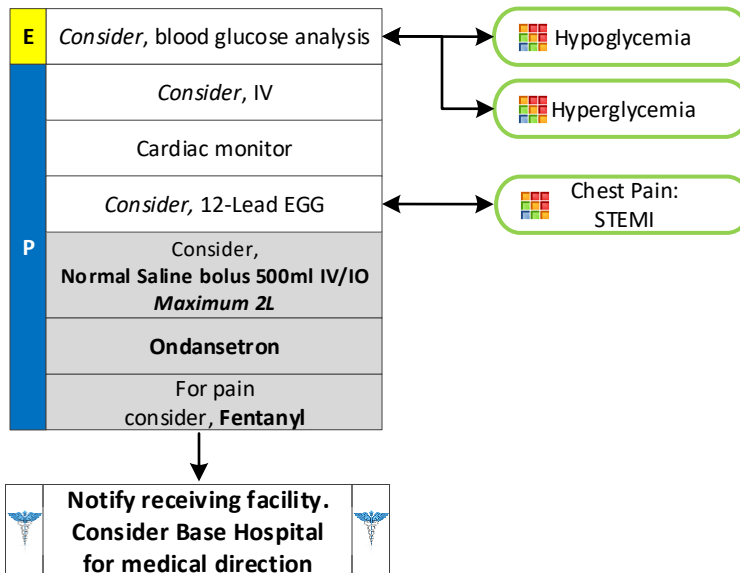 E
Consider, blood glucose analysis
Hypoglycemia
Hyperglycemia
P
Consider, IV
Cardiac monitor
Consider, 12-Lead EGG
Chest Pain:
STEMI
Consider,
Normal Saline bolus 500ml IV/IO
Maximum 2L
Ondansetron
For pain
consider, Fentanyl
Notify receiving facility.
Consider Base Hospital
for medical direction